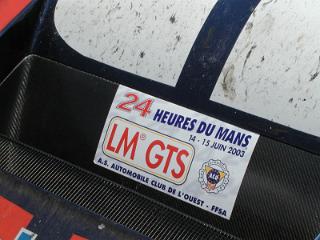 24 HEURES DU MANS
14 - 15 JUIN 2003
LM® GTS
A.S. AUTOMOBILE CLUB DE L'OUEST - FFSA